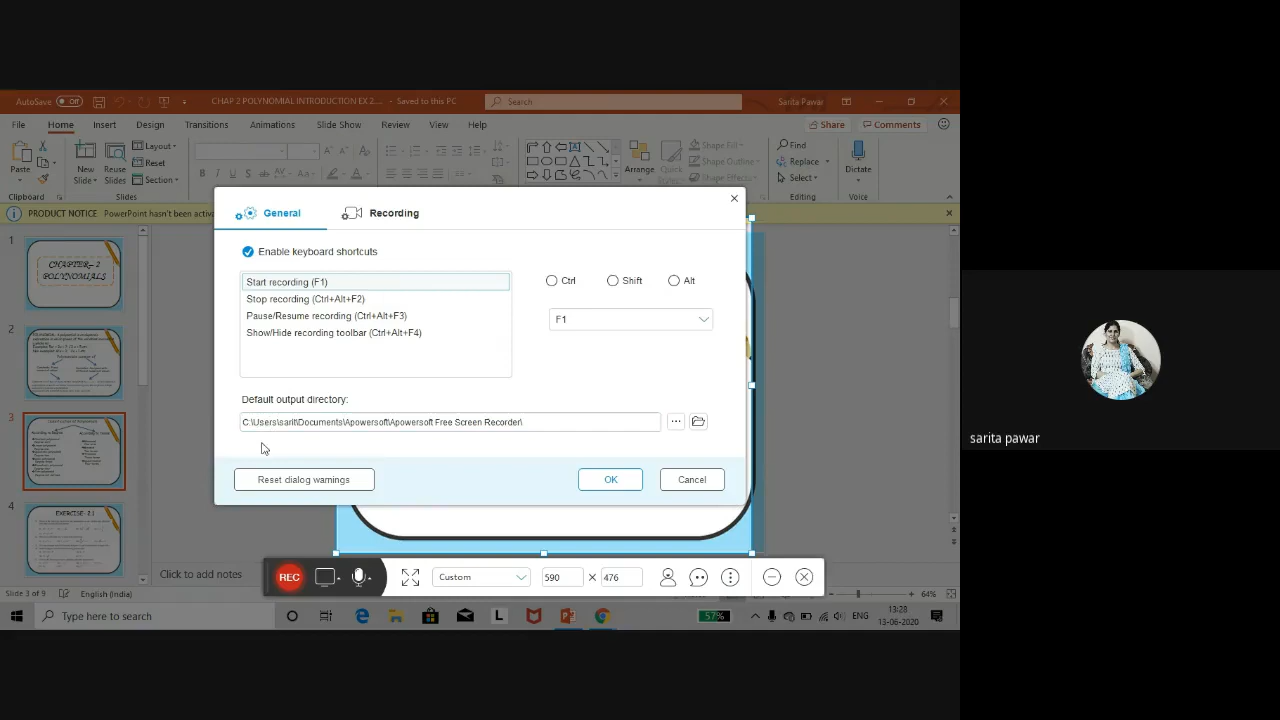 AutoSave Off
CHAP 2 POLYNOMIAL INTRODUCTION EX 2.... - Saved to this PC
Search
Sarita Pawar
File Home Insert Design Transitions Animations Slide Show Review View Help
Share Comments
Paste
New Slide
Reuse Slides
Layout
Reset
Section
Arrange
Quick Styles
Shape Fill
Shape Outline
Shape Effects
Find
Replace
Select
Dictate
Clipboard
Slides
Editing
Voice
PRODUCT NOTICE PowerPoint hasn't been activa
General
Recording
Enable keyboard shortcuts
Start recording (F1)
Stop recording (Ctrl+Alt+F2)
Pause/Resume recording (Ctrl+Alt+F3)
Show/Hide recording toolbar (Ctrl+Alt+F4)
Ctrl Shift Alt
F1
Default output directory:
C:\Users\sarit\Documents\Apowersoft\Apowersoft Free Screen Recorder\
...
Reset dialog warnings
OK
Cancel
1
CHAPTER- 2
POLYNOMIALS
2
3
4
EXERCISE- 2.1
Click to add notes
REC
Custom
590 X 476
Slide 3 of 9
English (India)
64%
Type here to search
57%
ENG
13:28
13-06-2020
sarita pawar